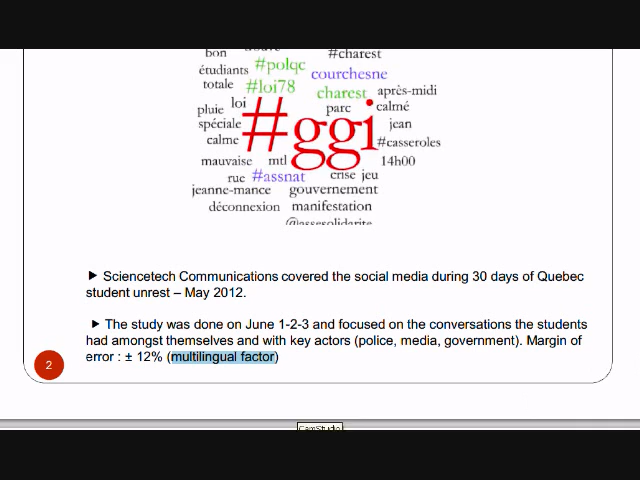 bon trouve #charest
étudiants #polqc courchesne
totale #loi78 charest après-midi
pluie loi parc calmé
spéciale #ggi jean
calme #casseroles
mauvaise mtl 14h00
rue #assnat crise jeu
jeanne-mance gouvernement
déconnexion manifestation
@assesolidarite
► Sciencetech Communications covered the social media during 30 days of Quebec
student unrest – May 2012.
► The study was done on June 1-2-3 and focused on the conversations the students
had amongst themselves and with key actors (police, media, government). Margin of
error : ± 12% (multilingual factor)
2
CamStudio